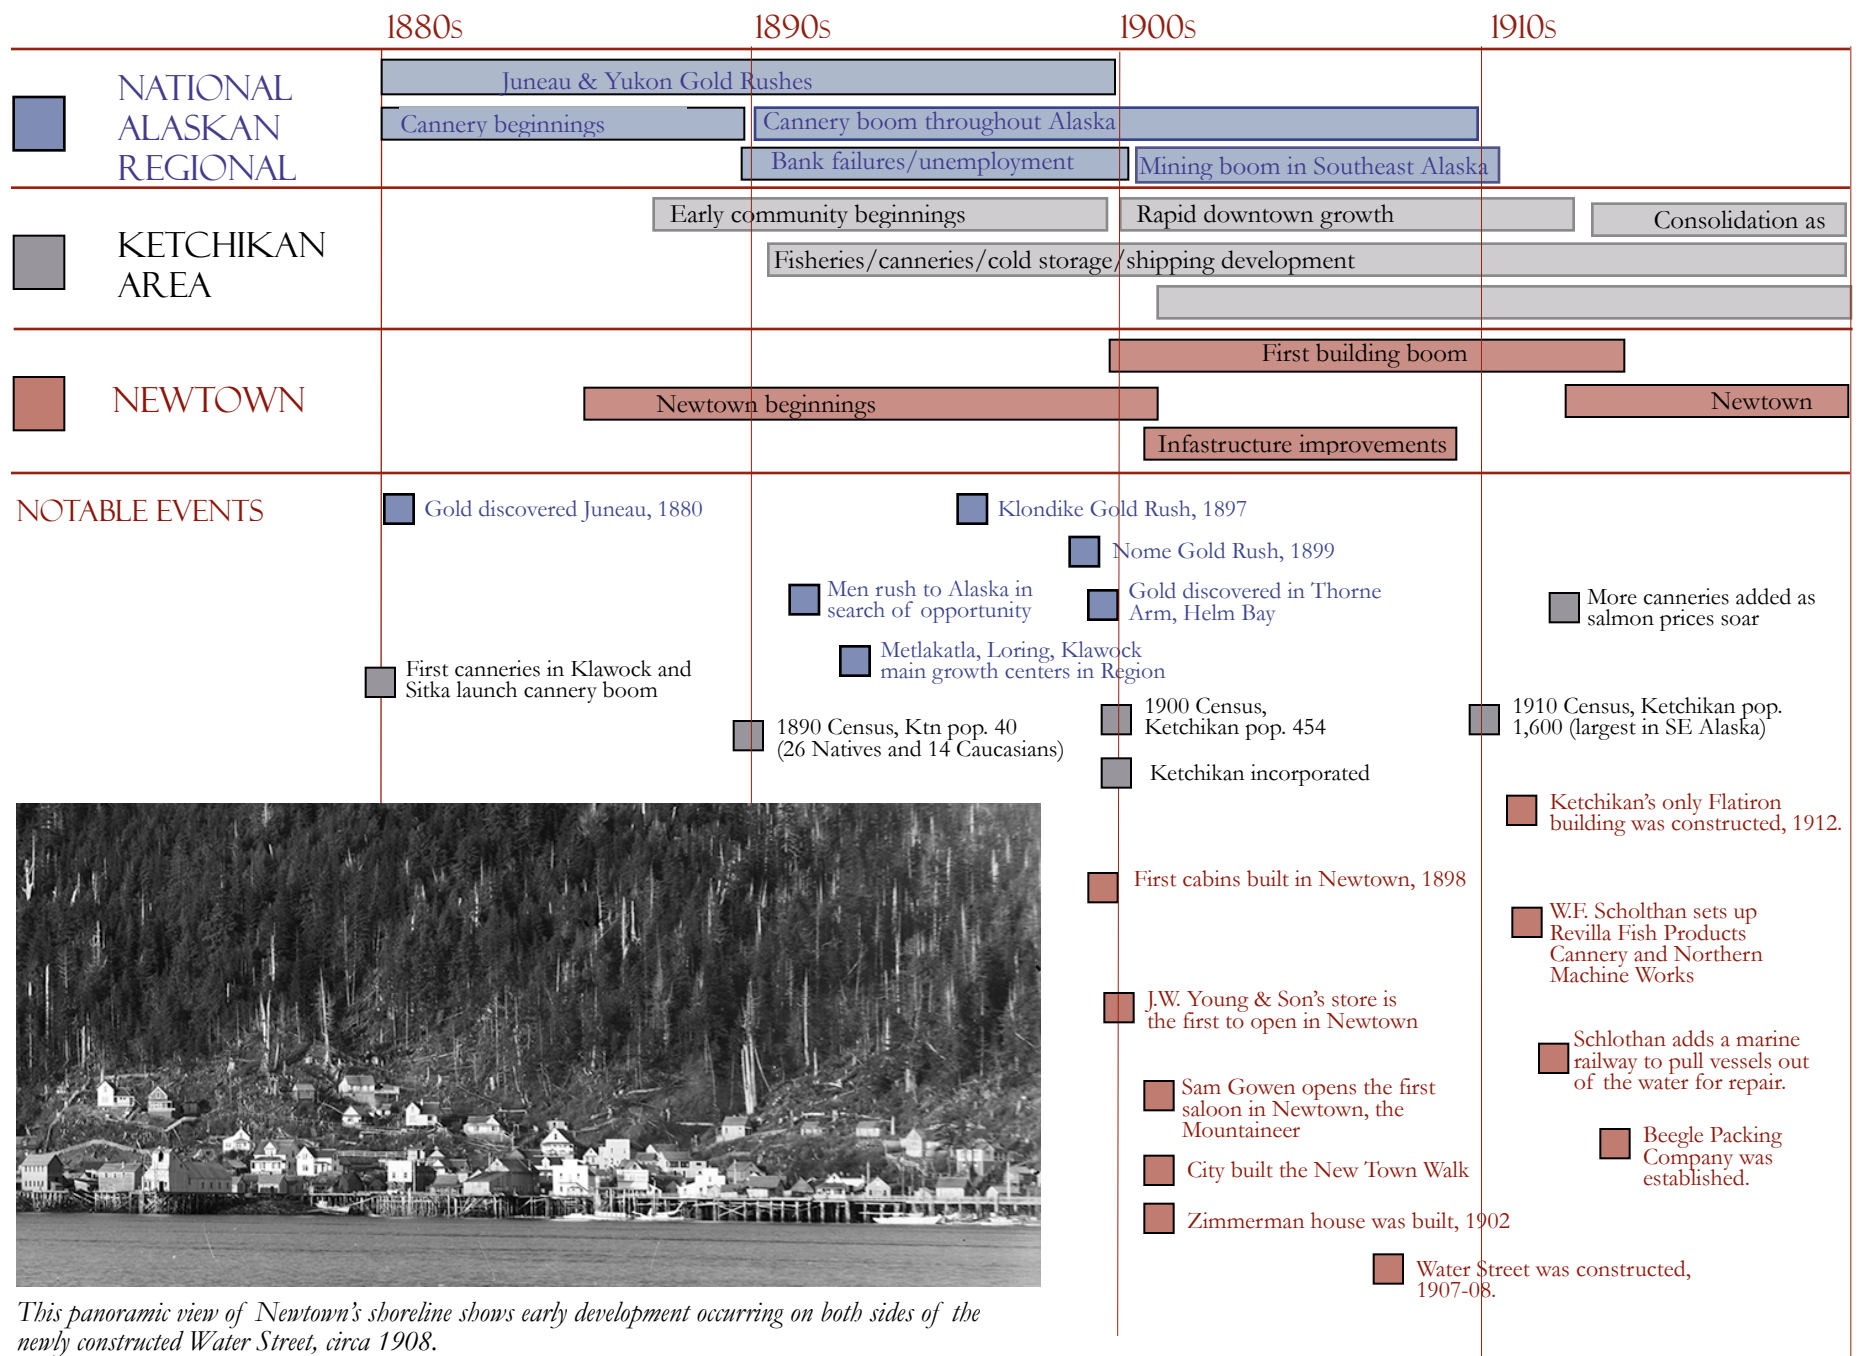 1880s 1890s 1900s 1910s
NATIONAL
ALASKAN
REGIONAL
Juneau & Yukon Gold Rushes
Cannery beginnings
Cannery boom throughout Alaska
Bank failures/unemployment
Mining boom in Southeast Alaska
KETCHIKAN
AREA
Early community beginnings
Rapid downtown growth
Consolidation as
Fisheries/canneries/cold storage/shipping development
NEWTOWN
First building boom
Newtown beginnings
Newtown
Infastructure improvements
NOTABLE EVENTS
Gold discovered Juneau, 1880
Klondike Gold Rush, 1897
Nome Gold Rush, 1899
Men rush to Alaska in
search of opportunity
Gold discovered in Thorne
Arm, Helm Bay
More canneries added as
salmon prices soar
Metlakatla, Loring, Klawock
main growth centers in Region
First canneries in Klawock and
Sitka launch cannery boom
1890 Census, Ktn pop. 40
(26 Natives and 14 Caucasians)
1900 Census,
Ketchikan pop. 454
1910 Census, Ketchikan pop.
1,600 (largest in SE Alaska)
Ketchikan incorporated
Ketchikan's only Flatiron
building was constructed, 1912.
First cabins built in Newtown, 1898
W.F. Scholthan sets up
Revilla Fish Products
Cannery and Northern
Machine Works
J.W. Young & Son's store is
the first to open in Newtown
Schlothan adds a marine
railway to pull vessels out
of the water for repair.
Sam Gowen opens the first
saloon in Newtown, the
Mountaineer
Beegle Packing
Company was
established.
City built the New Town Walk
Zimmerman house was built, 1902
Water Street was constructed,
1907-08.
This panoramic view of Newtown's shoreline shows early development occurring on both sides of the
newly constructed Water Street, circa 1908.